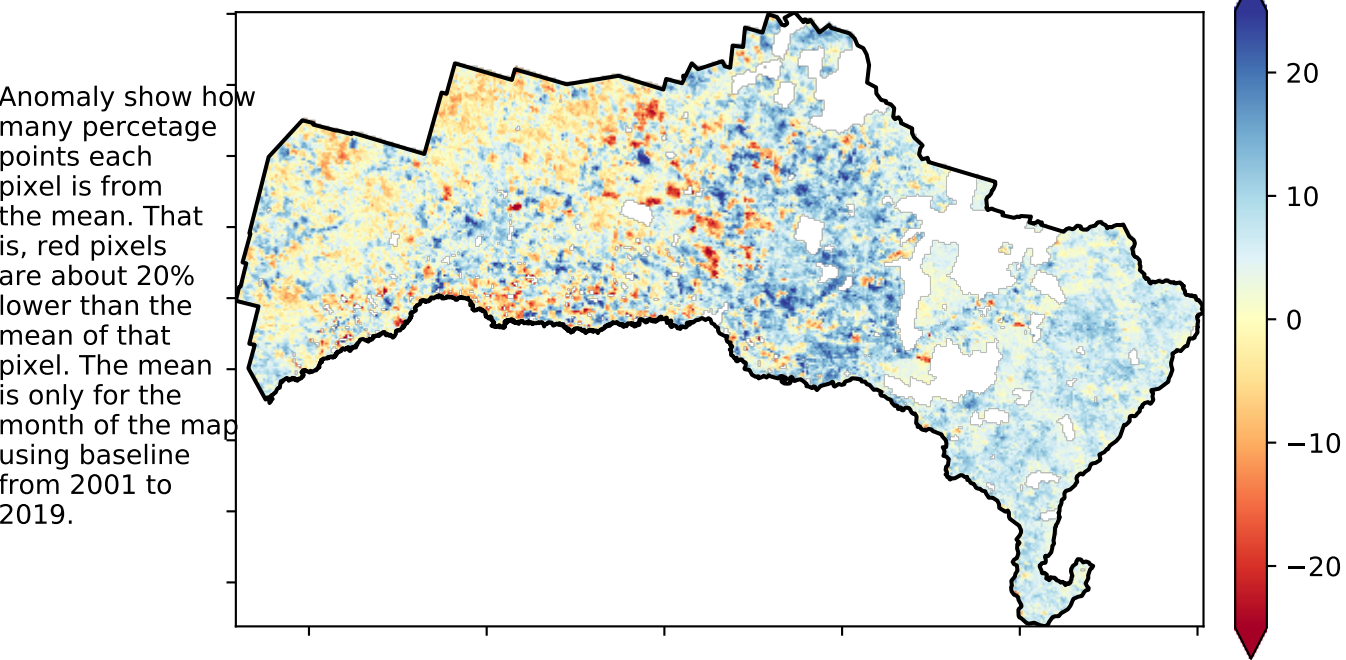 Anomaly show how
many percetage
points each
pixel is from
the mean. That
is, red pixels
are about 20%
lower than the
mean of that
pixel. The mean
is only for the
month of the map
using baseline
from 2001 to
2019.
20
10
0
−10
−20